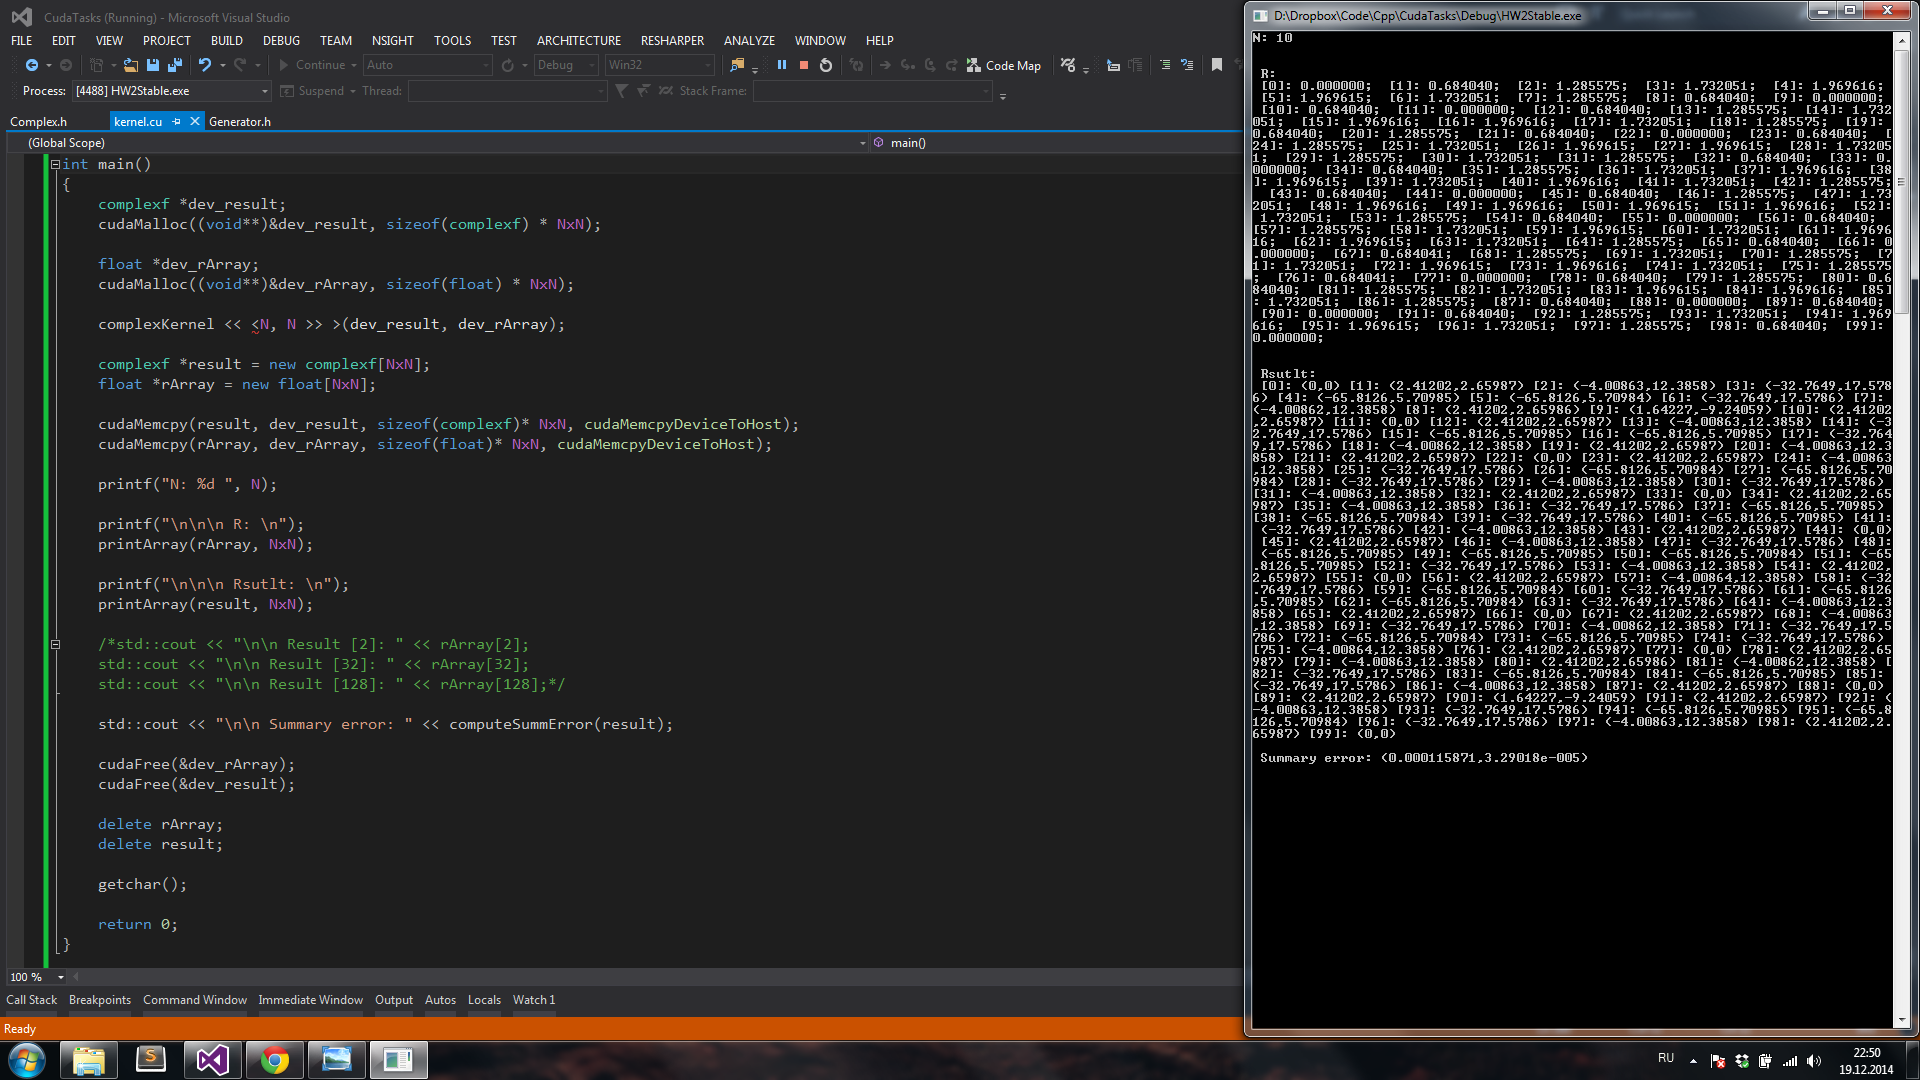 CudaTasks (Running) - Microsoft Visual Studio
FILE EDIT VIEW PROJECT BUILD DEBUG TEAM NSIGHT TOOLS TEST ARCHITECTURE RESHARPER ANALYZE WINDOW HELP
Continue Auto Debug Win32 Code Map
Process: [4488] HW2Stable.exe Suspend Thread: Stack Frame:
Complex.h kernel.cu Generator.h
(Global Scope) main()
int main()
{
complexf *dev_result;
cudaMalloc((void**)&dev_result, sizeof(complexf) * NxN);
float *dev_rArray;
cudaMalloc((void**)&dev_rArray, sizeof(float) * NxN);
complexKernel << <N, N >> >(dev_result, dev_rArray);
complexf *result = new complexf[NxN];
float *rArray = new float[NxN];
cudaMemcpy(result, dev_result, sizeof(complexf)* NxN, cudaMemcpyDeviceToHost);
cudaMemcpy(rArray, dev_rArray, sizeof(float)* NxN, cudaMemcpyDeviceToHost);
printf("N: %d ", N);
printf("\n\n\n R: \n");
printArray(rArray, NxN);
printf("\n\n\n Rsutlt: \n");
printArray(result, NxN);
/*std::cout << "\n\n Result [2]: " << rArray[2];
std::cout << "\n\n Result [32]: " << rArray[32];
std::cout << "\n\n Result [128]: " << rArray[128];*/
std::cout << "\n\n Summary error: " << computeSummError(result);
cudaFree(&dev_rArray);
cudaFree(&dev_result);
delete rArray;
delete result;
getchar();
return 0;
}
100 %
Call Stack Breakpoints Command Window Immediate Window Output Autos Locals Watch 1
Ready
D:\Dropbox\Code\Cpp\CudaTasks\Debug\HW2Stable.exe
N: 10
R:
[0]: 0.000000; [1]: 0.684040; [2]: 1.285575; [3]: 1.732051; [4]: 1.969616;
[5]: 1.969615; [6]: 1.732051; [7]: 1.285575; [8]: 0.684040; [9]: 0.000000;
[10]: 0.684040; [11]: 0.000000; [12]: 0.684040; [13]: 1.285575; [14]: 1.732
051; [15]: 1.969616; [16]: 1.969616; [17]: 1.732051; [18]: 1.285575; [19]:
0.684040; [20]: 1.285575; [21]: 0.684040; [22]: 0.000000; [23]: 0.684040; [
24]: 1.285575; [25]: 1.732051; [26]: 1.969615; [27]: 1.969615; [28]: 1.73205
1; [29]: 1.285575; [30]: 1.732051; [31]: 1.285575; [32]: 0.684040; [33]: 0.
000000; [34]: 0.684040; [35]: 1.285575; [36]: 1.732051; [37]: 1.969616; [38
]: 1.969615; [39]: 1.732051; [40]: 1.969616; [41]: 1.732051; [42]: 1.285575;
[43]: 0.684040; [44]: 0.000000; [45]: 0.684040; [46]: 1.285575; [47]: 1.73
2051; [48]: 1.969616; [49]: 1.969616; [50]: 1.969615; [51]: 1.969616; [52]:
1.732051; [53]: 1.285575; [54]: 0.684040; [55]: 0.000000; [56]: 0.684040;
[57]: 1.285575; [58]: 1.732051; [59]: 1.969615; [60]: 1.732051; [61]: 1.9696
16; [62]: 1.969615; [63]: 1.732051; [64]: 1.285575; [65]: 0.684040; [66]: 0
.000000; [67]: 0.684041; [68]: 1.285575; [69]: 1.732051; [70]: 1.285575; [7
1]: 1.732051; [72]: 1.969615; [73]: 1.969616; [74]: 1.732051; [75]: 1.285575
; [76]: 0.684041; [77]: 0.000000; [78]: 0.684040; [79]: 1.285575; [80]: 0.6
84040; [81]: 1.285575; [82]: 1.732051; [83]: 1.969615; [84]: 1.969616; [85]
: 1.732051; [86]: 1.285575; [87]: 0.684040; [88]: 0.000000; [89]: 0.684040;
[90]: 0.000000; [91]: 0.684040; [92]: 1.285575; [93]: 1.732051; [94]: 1.969
616; [95]: 1.969615; [96]: 1.732051; [97]: 1.285575; [98]: 0.684040; [99]:
0.000000;
Rsutlt:
[0]: (0,0) [1]: (2.41202,2.65987) [2]: (-4.00863,12.3858) [3]: (-32.7649,17.578
6) [4]: (-65.8126,5.70984) [5]: (-65.8126,5.70984) [6]: (-32.7649,17.5786) [7]:
(-4.00862,12.3858) [8]: (2.41202,2.65986) [9]: (1.64227,-9.24059) [10]: (2.41202
,2.65987) [11]: (0,0) [12]: (2.41202,2.65987) [13]: (-4.00863,12.3858) [14]: (-3
2.7649,17.5786) [15]: (-65.8126,5.70985) [16]: (-65.8126,5.70985) [17]: (-32.764
9,17.5786) [18]: (-4.00862,12.3858) [19]: (2.41202,2.65987) [20]: (-4.00863,12.3
858) [21]: (2.41202,2.65987) [22]: (0,0) [23]: (2.41202,2.65987) [24]: (-4.00863
,12.3858) [25]: (-32.7649,17.5786) [26]: (-65.8126,5.70984) [27]: (-65.8126,5.70
984) [28]: (-32.7649,17.5786) [29]: (-4.00863,12.3858) [30]: (-32.7649,17.5786)
[31]: (-4.00863,12.3858) [32]: (2.41202,2.65987) [33]: (0,0) [34]: (2.41202,2.65
987) [35]: (-4.00863,12.3858) [36]: (-32.7649,17.5786) [37]: (-65.8126,5.70985)
[38]: (-65.8126,5.70984) [39]: (-32.7649,17.5786) [40]: (-65.8126,5.70985) [41]:
(-32.7649,17.5786) [42]: (-4.00863,12.3858) [43]: (2.41202,2.65987) [44]: (0,0)
[45]: (2.41202,2.65987) [46]: (-4.00863,12.3858) [47]: (-32.7649,17.5786) [48]:
(-65.8126,5.70985) [49]: (-65.8126,5.70985) [50]: (-65.8126,5.70984) [51]: (-65
.8126,5.70985) [52]: (-32.7649,17.5786) [53]: (-4.00863,12.3858) [54]: (2.41202,
2.65987) [55]: (0,0) [56]: (2.41202,2.65987) [57]: (-4.00864,12.3858) [58]: (-32
.7649,17.5786) [59]: (-65.8126,5.70984) [60]: (-32.7649,17.5786) [61]: (-65.8126
,5.70985) [62]: (-65.8126,5.70984) [63]: (-32.7649,17.5786) [64]: (-4.00863,12.3
858) [65]: (2.41202,2.65987) [66]: (0,0) [67]: (2.41202,2.65987) [68]: (-4.00863
,12.3858) [69]: (-32.7649,17.5786) [70]: (-4.00863,12.3858) [71]: (-32.7649,17.5
786) [72]: (-65.8126,5.70984) [73]: (-65.8126,5.70985) [74]: (-32.7649,17.5786)
[75]: (-4.00864,12.3858) [76]: (2.41202,2.65987) [77]: (0,0) [78]: (2.41202,2.65
987) [79]: (-4.00863,12.3858) [80]: (2.41202,2.65986) [81]: (-4.00862,12.3858) [
82]: (-32.7649,17.5786) [83]: (-65.8126,5.70984) [84]: (-65.8126,5.70985) [85]:
(-32.7649,17.5786) [86]: (-4.00863,12.3858) [87]: (2.41202,2.65987) [88]: (0,0)
[89]: (2.41202,2.65987) [90]: (1.64227,-9.24059) [91]: (2.41202,2.65987) [92]: (
-4.00863,12.3858) [93]: (-32.7649,17.5786) [94]: (-65.8126,5.70985) [95]: (-65.8
126,5.70984) [96]: (-32.7649,17.5786) [97]: (-4.00863,12.3858) [98]: (2.41202,2.
65987) [99]: (0,0)
Summary error: (0.000115871,3.29018e-005)
RU
22:50
19.12.2014